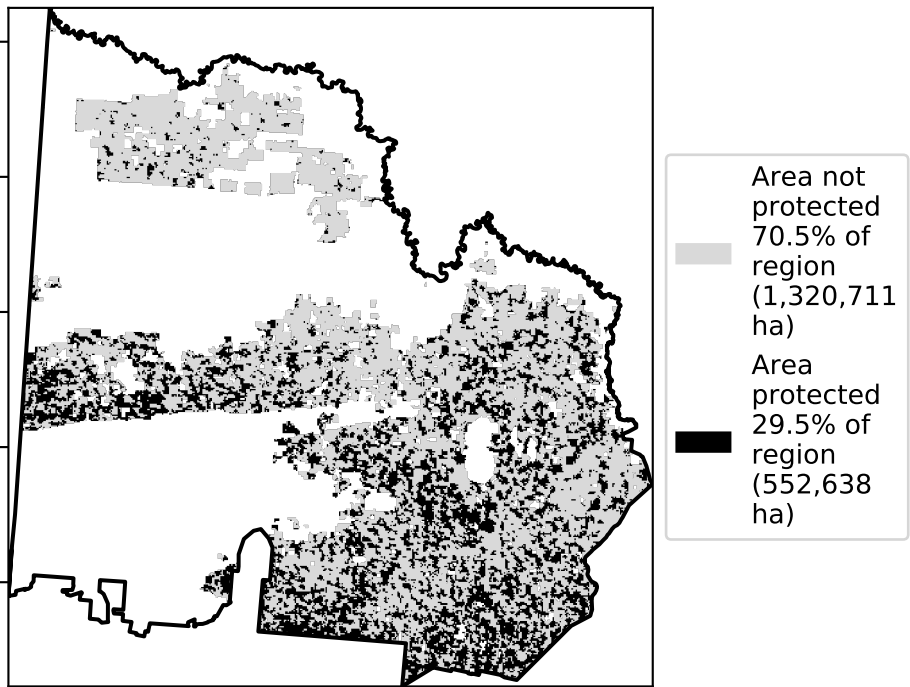 Area not
protected
70.5% of
region
(1,320,711
ha)
Area
protected
29.5% of
region
(552,638
ha)